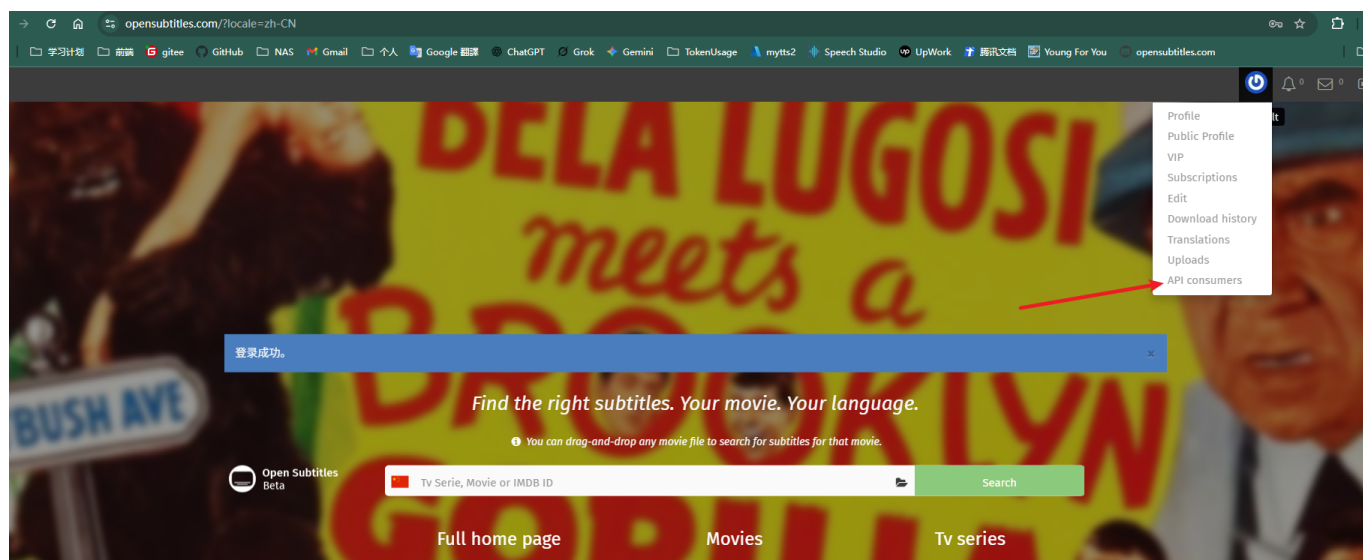 opensubtitles.com/?locale=zh-CN
学习计划 前端 gitee GitHub NAS Gmail 个人 Google 翻譯 ChatGPT Grok Gemini TokenUsage mytts2 Speech Studio UpWork 腾讯文档 Young For You opensubtitles.com
0 0
Profile
lt
Public Profile
VIP
Subscriptions
Edit
Download history
Translations
Uploads
API consumers
BELA LUGOSI
meets a
BROOKLYN
GORILLA
BUSH AVE
登录成功。 ×
Find the right subtitles. Your movie. Your language.
You can drag-and-drop any movie file to search for subtitles for that movie.
Open Subtitles
Beta
Tv Serie, Movie or IMDB ID Search
Full home page Movies Tv series